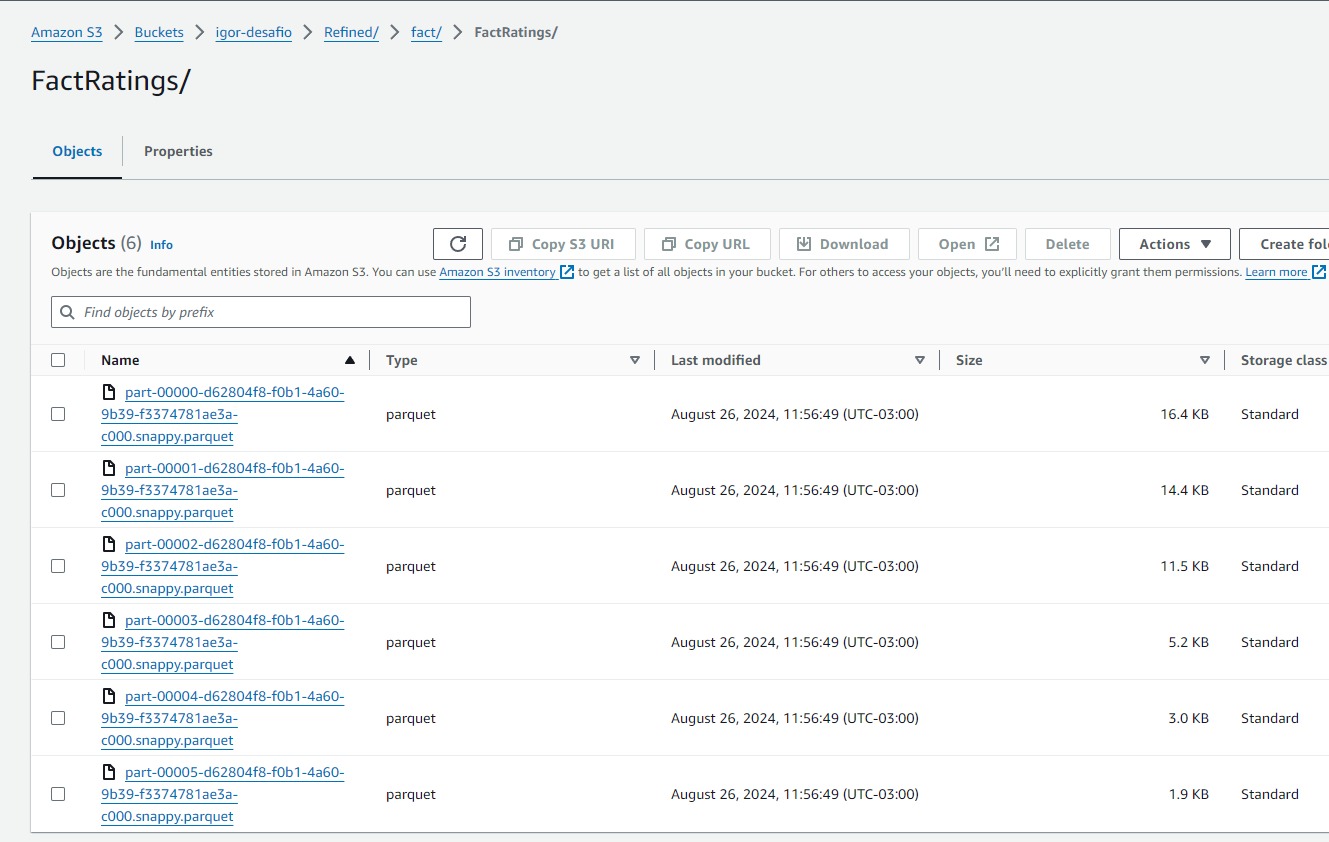 Amazon S3 > Buckets > igor-desafio > Refined/ > fact/ > FactRatings/
FactRatings/
Objects Properties
Objects (6) Info Copy S3 URI Copy URL Download Open Delete Actions ▼ Create fol
Objects are the fundamental entities stored in Amazon S3. You can use Amazon S3 inventory to get a list of all objects in your bucket. For others to access your objects, you'll need to explicitly grant them permissions. Learn more
Find objects by prefix
Name Type Last modified Size Storage class
part-00000-d62804f8-f0b1-4a60-
9b39-f3374781ae3a- parquet August 26, 2024, 11:56:49 (UTC-03:00) 16.4 KB Standard
c000.snappy.parquet
part-00001-d62804f8-f0b1-4a60-
9b39-f3374781ae3a- parquet August 26, 2024, 11:56:49 (UTC-03:00) 14.4 KB Standard
c000.snappy.parquet
part-00002-d62804f8-f0b1-4a60-
9b39-f3374781ae3a- parquet August 26, 2024, 11:56:49 (UTC-03:00) 11.5 KB Standard
c000.snappy.parquet
part-00003-d62804f8-f0b1-4a60-
9b39-f3374781ae3a- parquet August 26, 2024, 11:56:49 (UTC-03:00) 5.2 KB Standard
c000.snappy.parquet
part-00004-d62804f8-f0b1-4a60-
9b39-f3374781ae3a- parquet August 26, 2024, 11:56:49 (UTC-03:00) 3.0 KB Standard
c000.snappy.parquet
part-00005-d62804f8-f0b1-4a60-
9b39-f3374781ae3a- parquet August 26, 2024, 11:56:49 (UTC-03:00) 1.9 KB Standard
c000.snappy.parquet